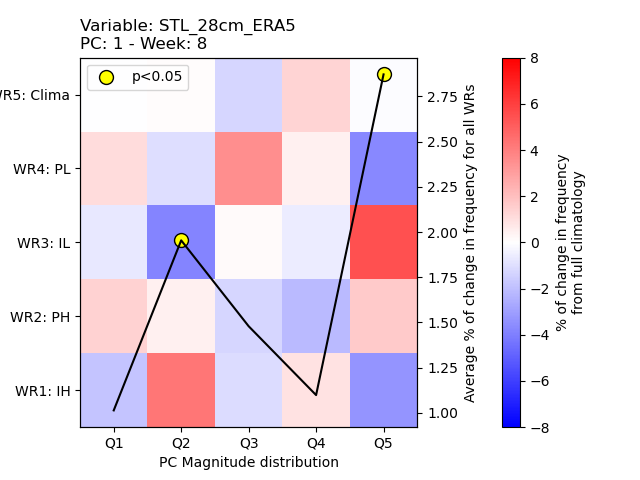 Variable: STL_28cm_ERA5
PC: 1 - Week: 8
p<0.05
WR5: Clima
WR4: PL
WR3: IL
WR2: PH
WR1: IH
Q1 Q2 Q3 Q4 Q5
PC Magnitude distribution
2.75
2.50
2.25
2.00
1.75
1.50
1.25
1.00
Average % of change in frequency for all WRs
8
6
4
2
0
−2
−4
−6
−8
% of change in frequency
from full climatology